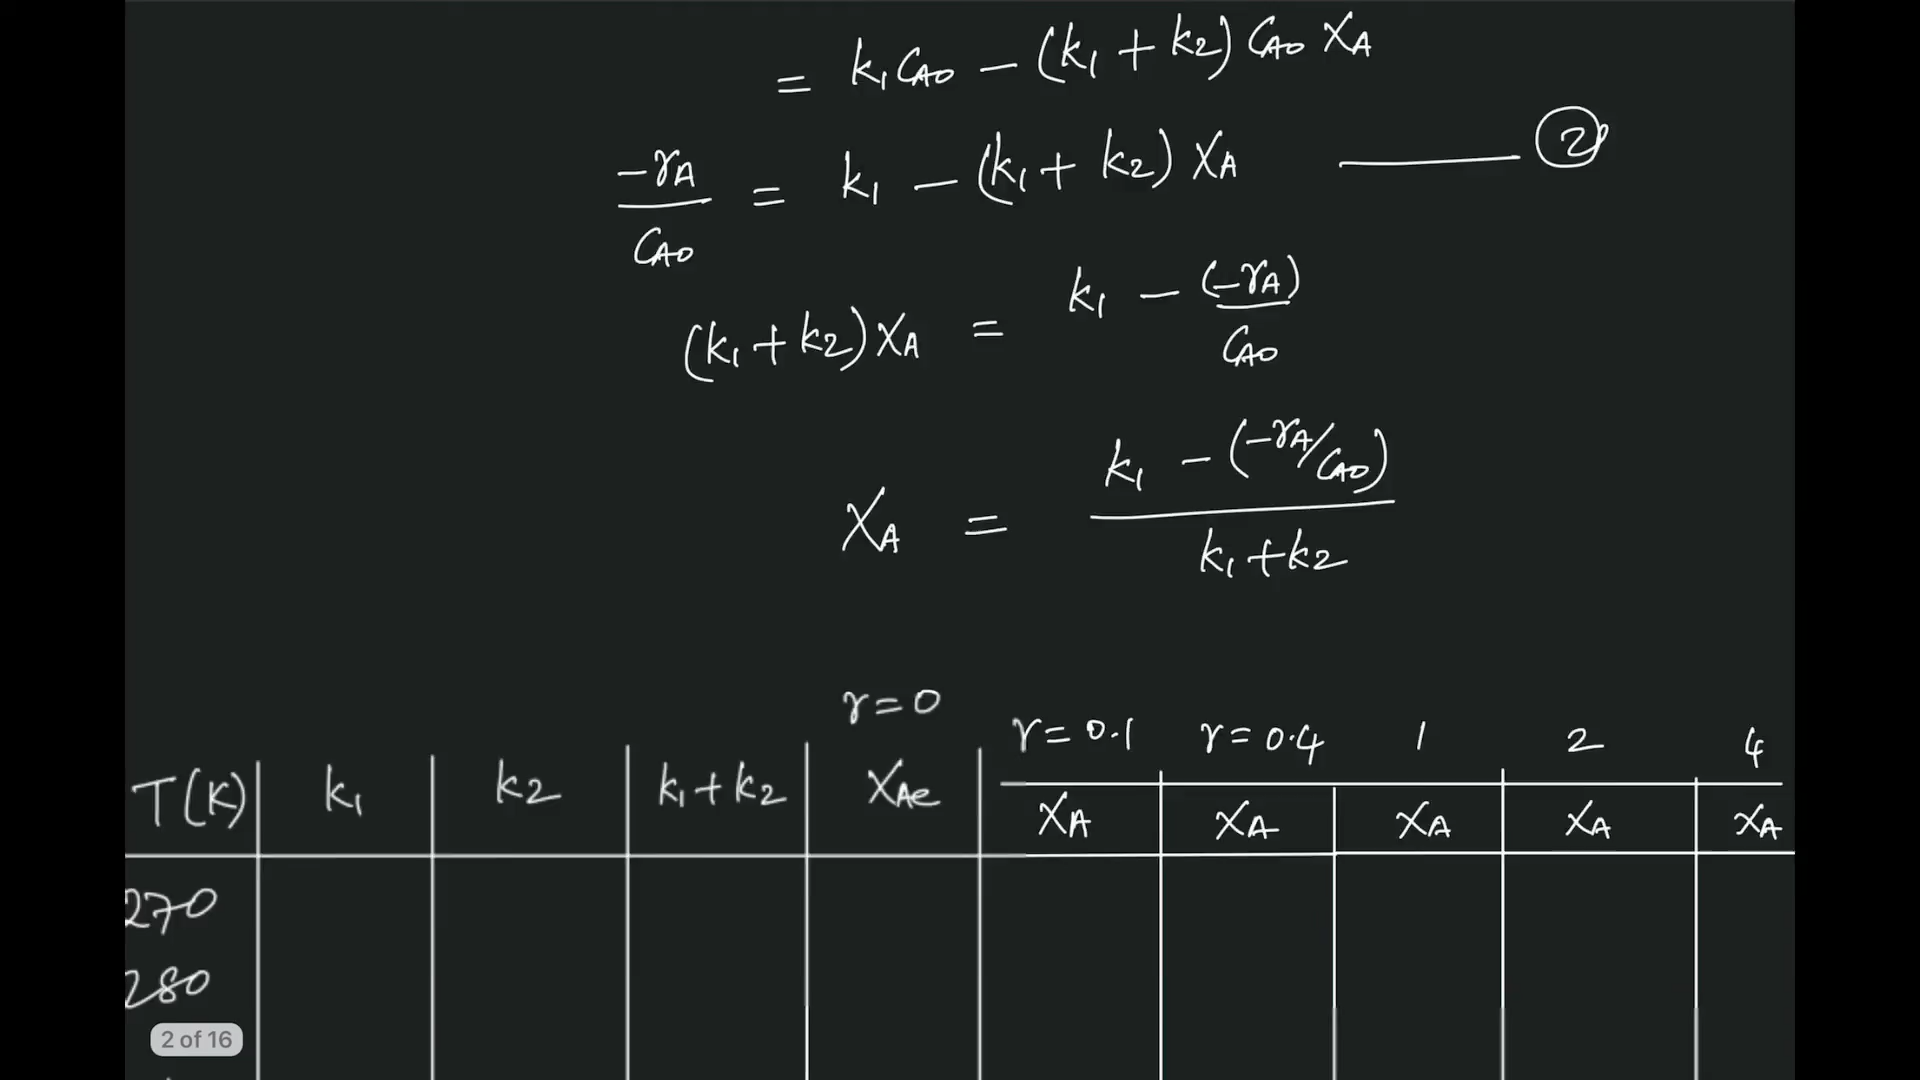 = k₁ C_A0 − (k₁ + k₂) C_A0 X_A
−r_A / C_A0 = k₁ − (k₁ + k₂) X_A ——— ②
(k₁ + k₂) X_A = k₁ − (−r_A) / C_A0
X_A = k₁ − (−r_A/C_A0) / k₁ + k₂
r = 0
r = 0.1 r = 0.4 1 2 4
T(K) k₁ k₂ k₁ + k₂ X_Ae X_A X_A X_A X_A X_A
270
280
2 of 16